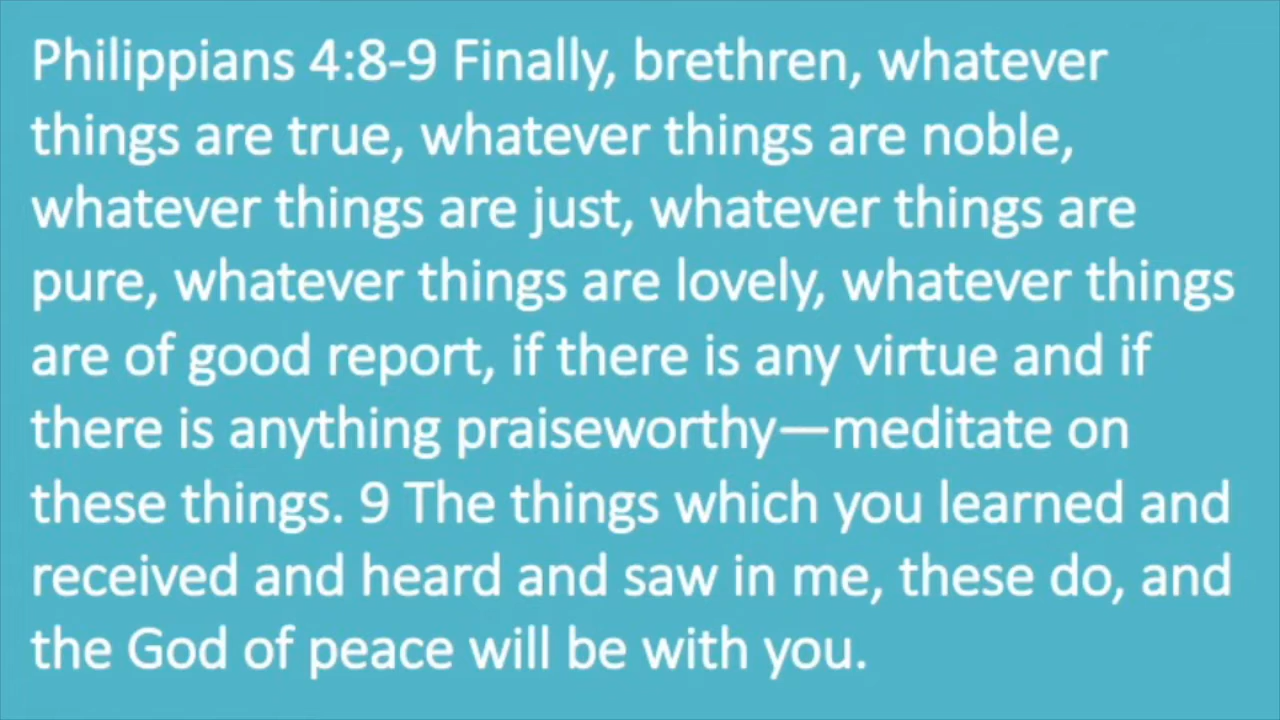 Philippians 4:8-9 Finally, brethren, whatever
things are true, whatever things are noble,
whatever things are just, whatever things are
pure, whatever things are lovely, whatever things
are of good report, if there is any virtue and if
there is anything praiseworthy—meditate on
these things. 9 The things which you learned and
received and heard and saw in me, these do, and
the God of peace will be with you.